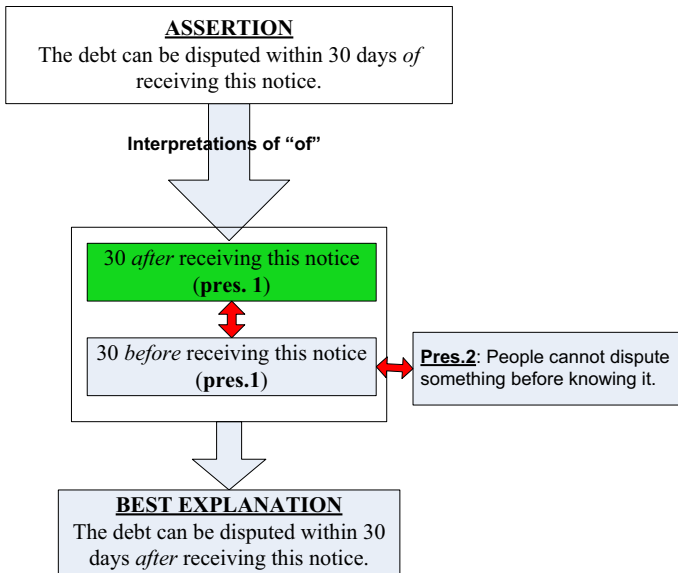 ASSERTION
The debt can be disputed within 30 days of
receiving this notice.
Interpretations of “of”
30 after receiving this notice
(pres. 1)
30 before receiving this notice
(pres.1)
Pres.2: People cannot dispute
something before knowing it.
BEST EXPLANATION
The debt can be disputed within 30
days after receiving this notice.